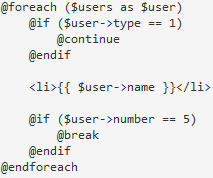 @foreach ($users as $user)
    @if ($user->type == 1)
        @continue
    @endif

    <li>{{ $user->name }}</li>

    @if ($user->number == 5)
        @break
    @endif
@endforeach